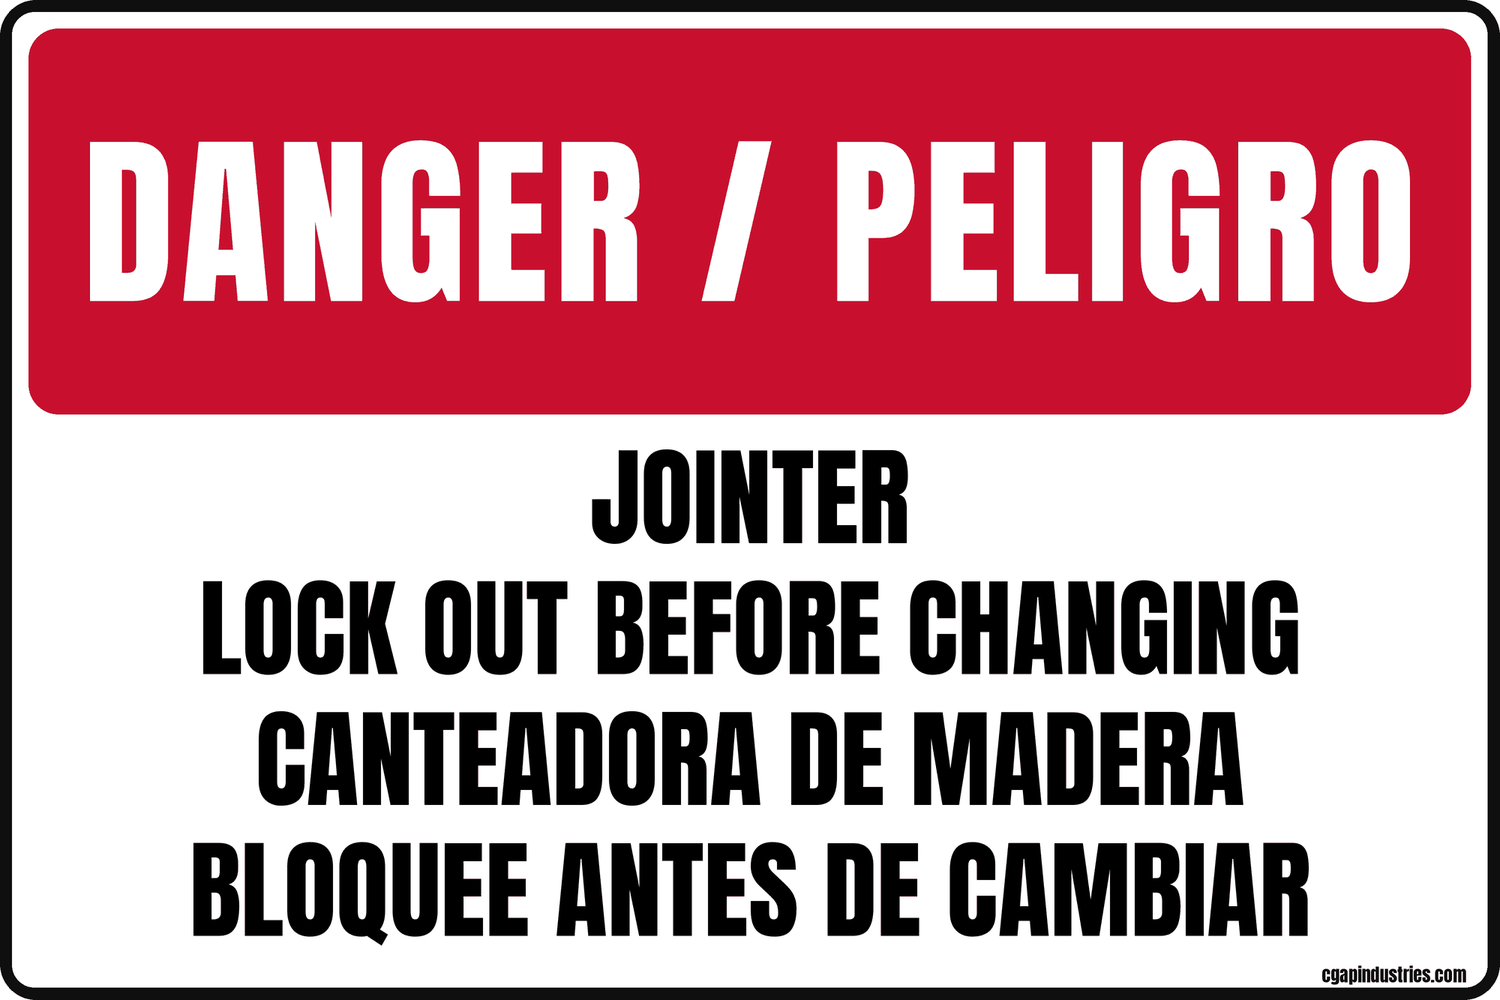 DANGER / PELIGRO
JOINTER
LOCK OUT BEFORE CHANGING
CANTEADORA DE MADERA
BLOQUEE ANTES DE CAMBIAR
cgapindustries.com